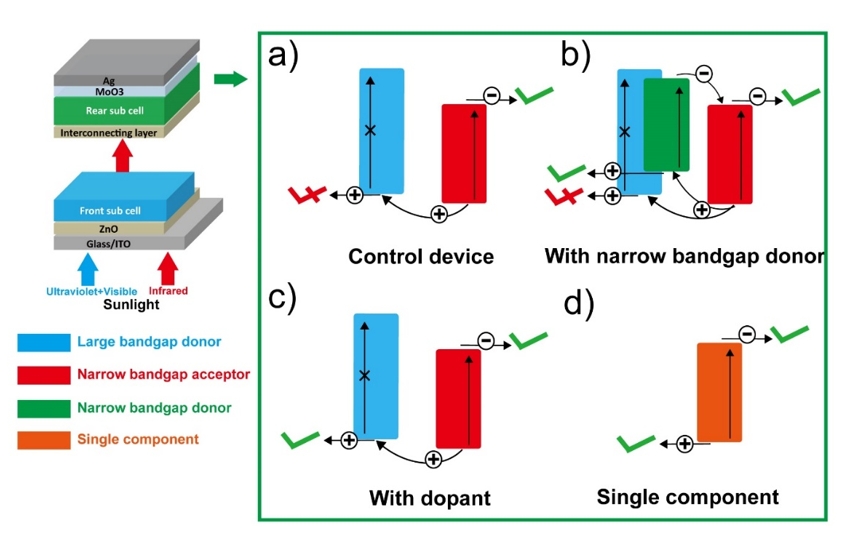 Ag
MoO3
Rear sub cell
Interconnecting layer
Front sub cell
ZnO
Glass/ITO
Ultraviolet+Visible Infrared
Sunlight
Large bandgap donor
Narrow bandgap acceptor
Narrow bandgap donor
Single component
a)
Control device
b)
With narrow bandgap donor
c)
With dopant
d)
Single component